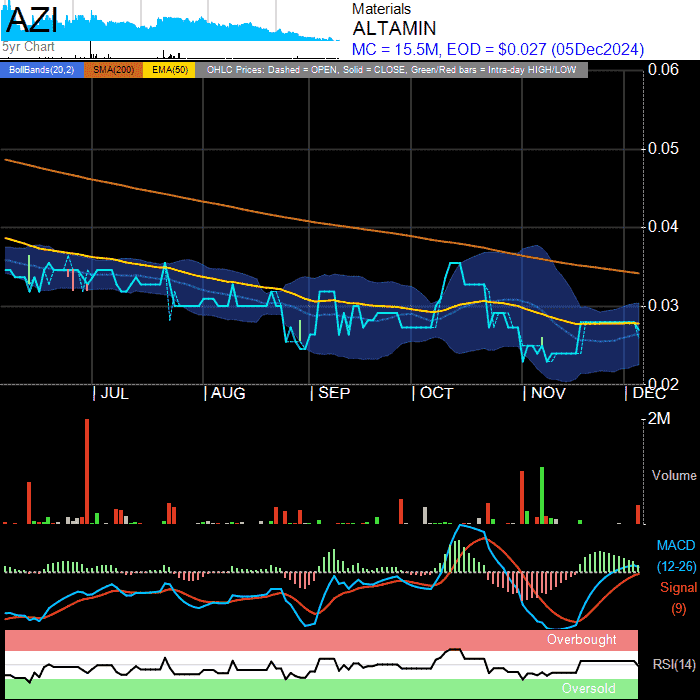 AZI
5yr Chart
Materials
ALTAMIN
MC = 15.5M, EOD = $0.027 (05Dec2024)
BollBands(20,2) SMA(200) EMA(50) OHLC Prices: Dashed = OPEN, Solid = CLOSE, Green/Red bars = Intra-day HIGH/LOW
0.06
0.05
0.04
0.03
0.02
| JUL | AUG | SEP | OCT | NOV | DEC
2M
Volume
MACD
(12-26)
Signal
(9)
Overbought
RSI(14)
Oversold